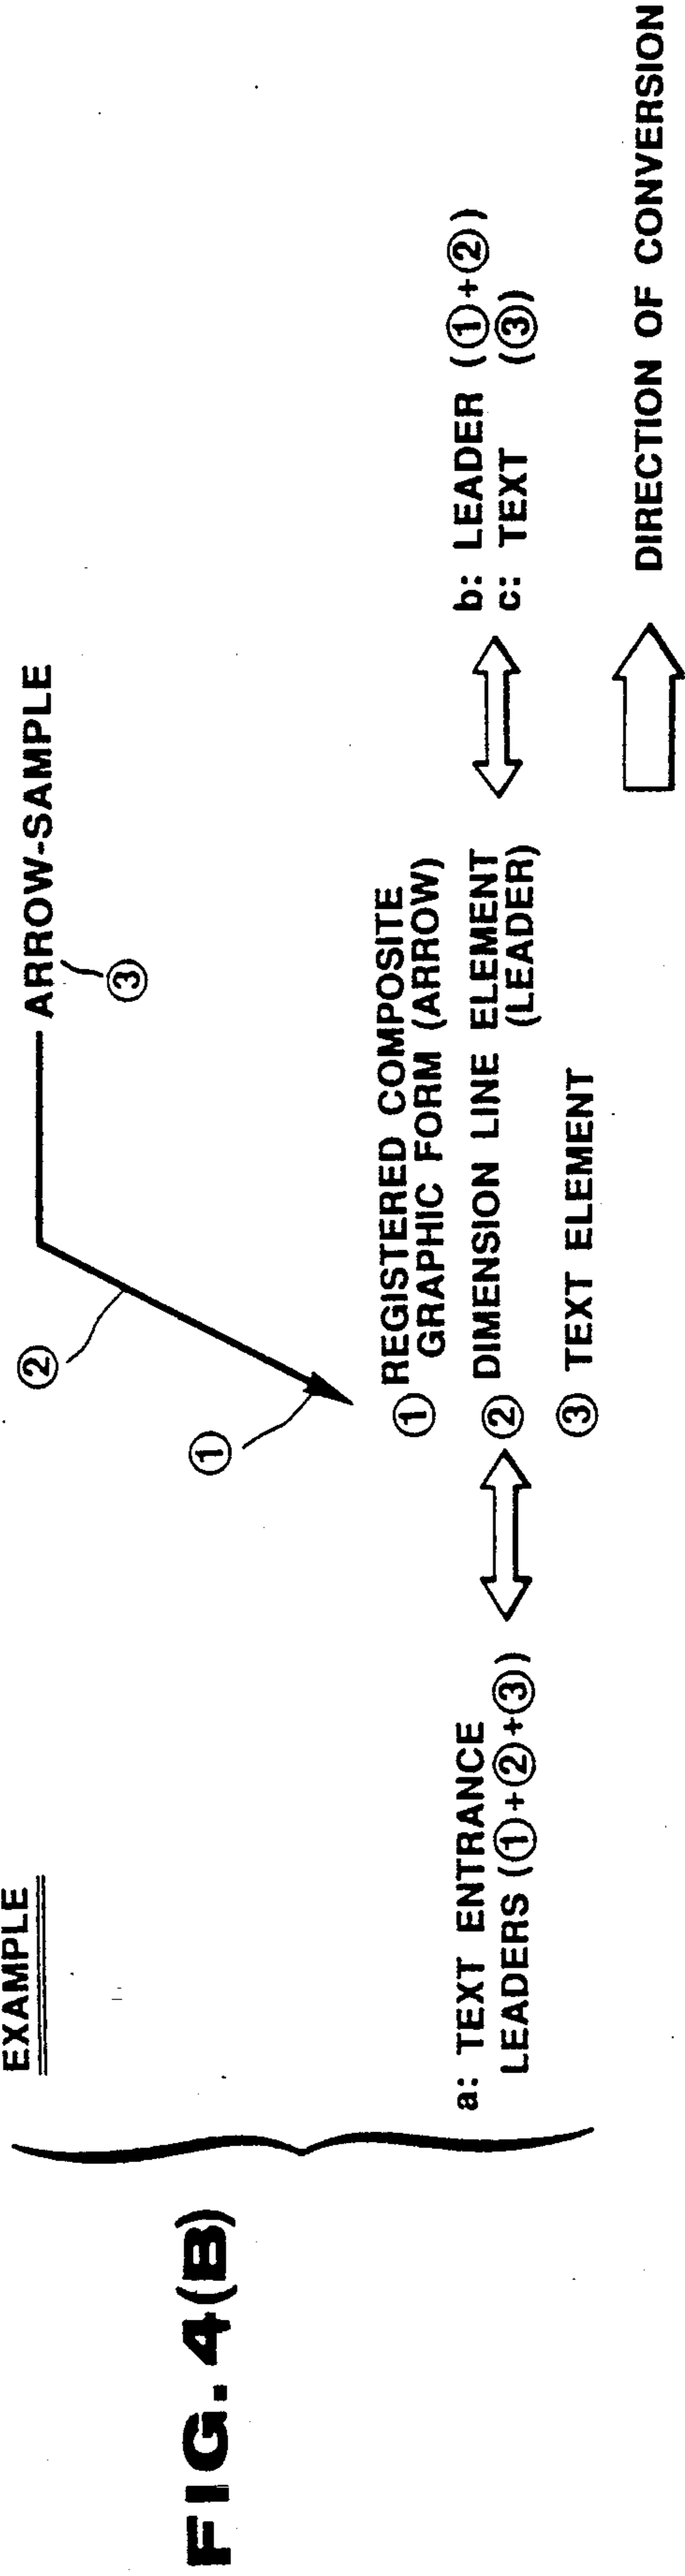 FIG. 4(B)
EXAMPLE
ARROW-SAMPLE
③
②
①
a: TEXT ENTRANCE
LEADERS (①+②+③)
① REGISTERED COMPOSITE
GRAPHIC FORM (ARROW)
② DIMENSION LINE ELEMENT
(LEADER)
③ TEXT ELEMENT
b: LEADER (①+②)
c: TEXT (③)
DIRECTION OF CONVERSION